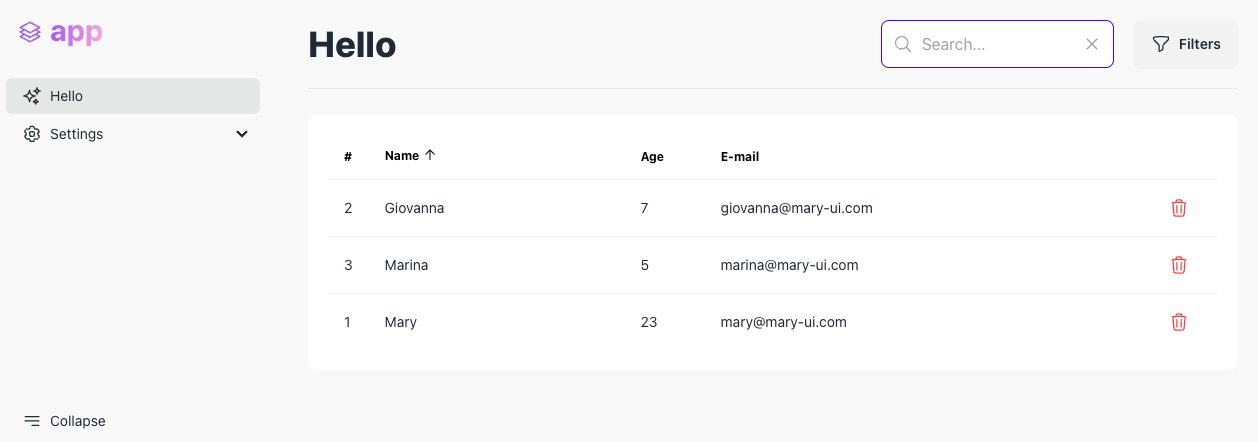 app
Hello
Settings
Collapse
Hello
Search...
Filters
# Name Age E-mail
2 Giovanna 7 giovanna@mary-ui.com
3 Marina 5 marina@mary-ui.com
1 Mary 23 mary@mary-ui.com